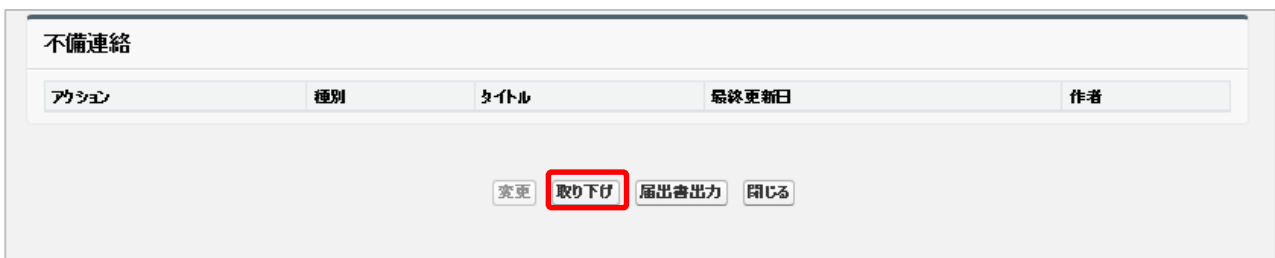 不備連絡
アクション 種別 タイトル 最終更新日 作者
変更 取り下げ 届出書出力 閉じる